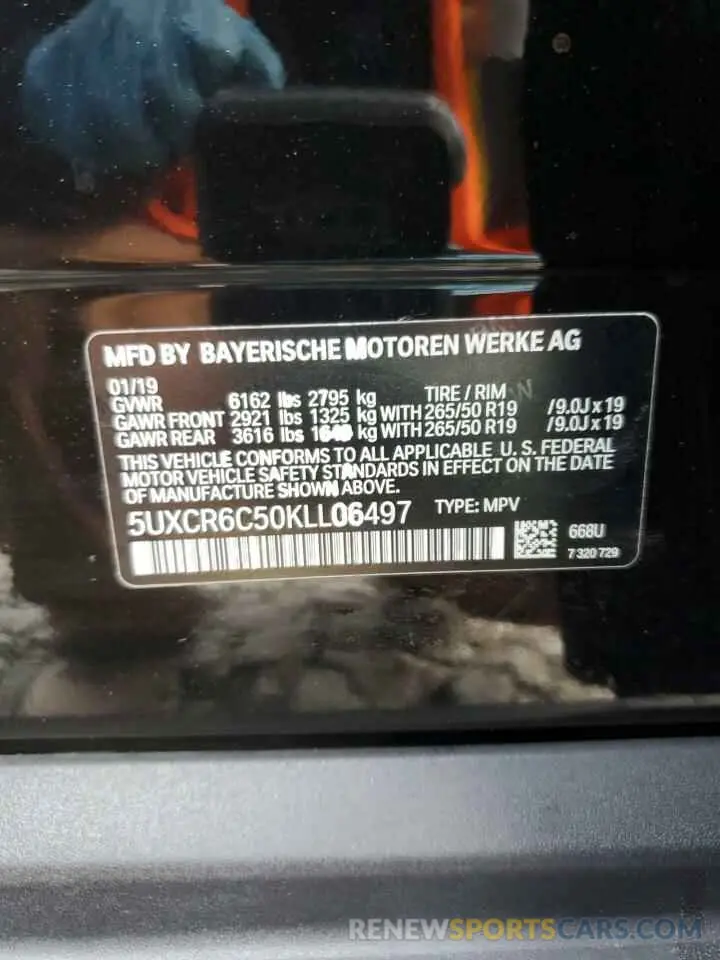 MFD BY BAYERISCHE MOTOREN WERKE AG
01/19
GVWR 6162 lbs 2795 kg TIRE / RIM
GAWR FRONT 2921 lbs 1325 kg WITH 265/50 R19 /9.0J x 19
GAWR REAR 3616 lbs 1640 kg WITH 265/50 R19 /9.0J x 19
THIS VEHICLE CONFORMS TO ALL APPLICABLE U. S. FEDERAL
MOTOR VEHICLE SAFETY STANDARDS IN EFFECT ON THE DATE
OF MANUFACTURE SHOWN ABOVE.
5UXCR6C50KLL06497 TYPE: MPV
668U
7 320 729
RENEWSPORTSCARS.COM